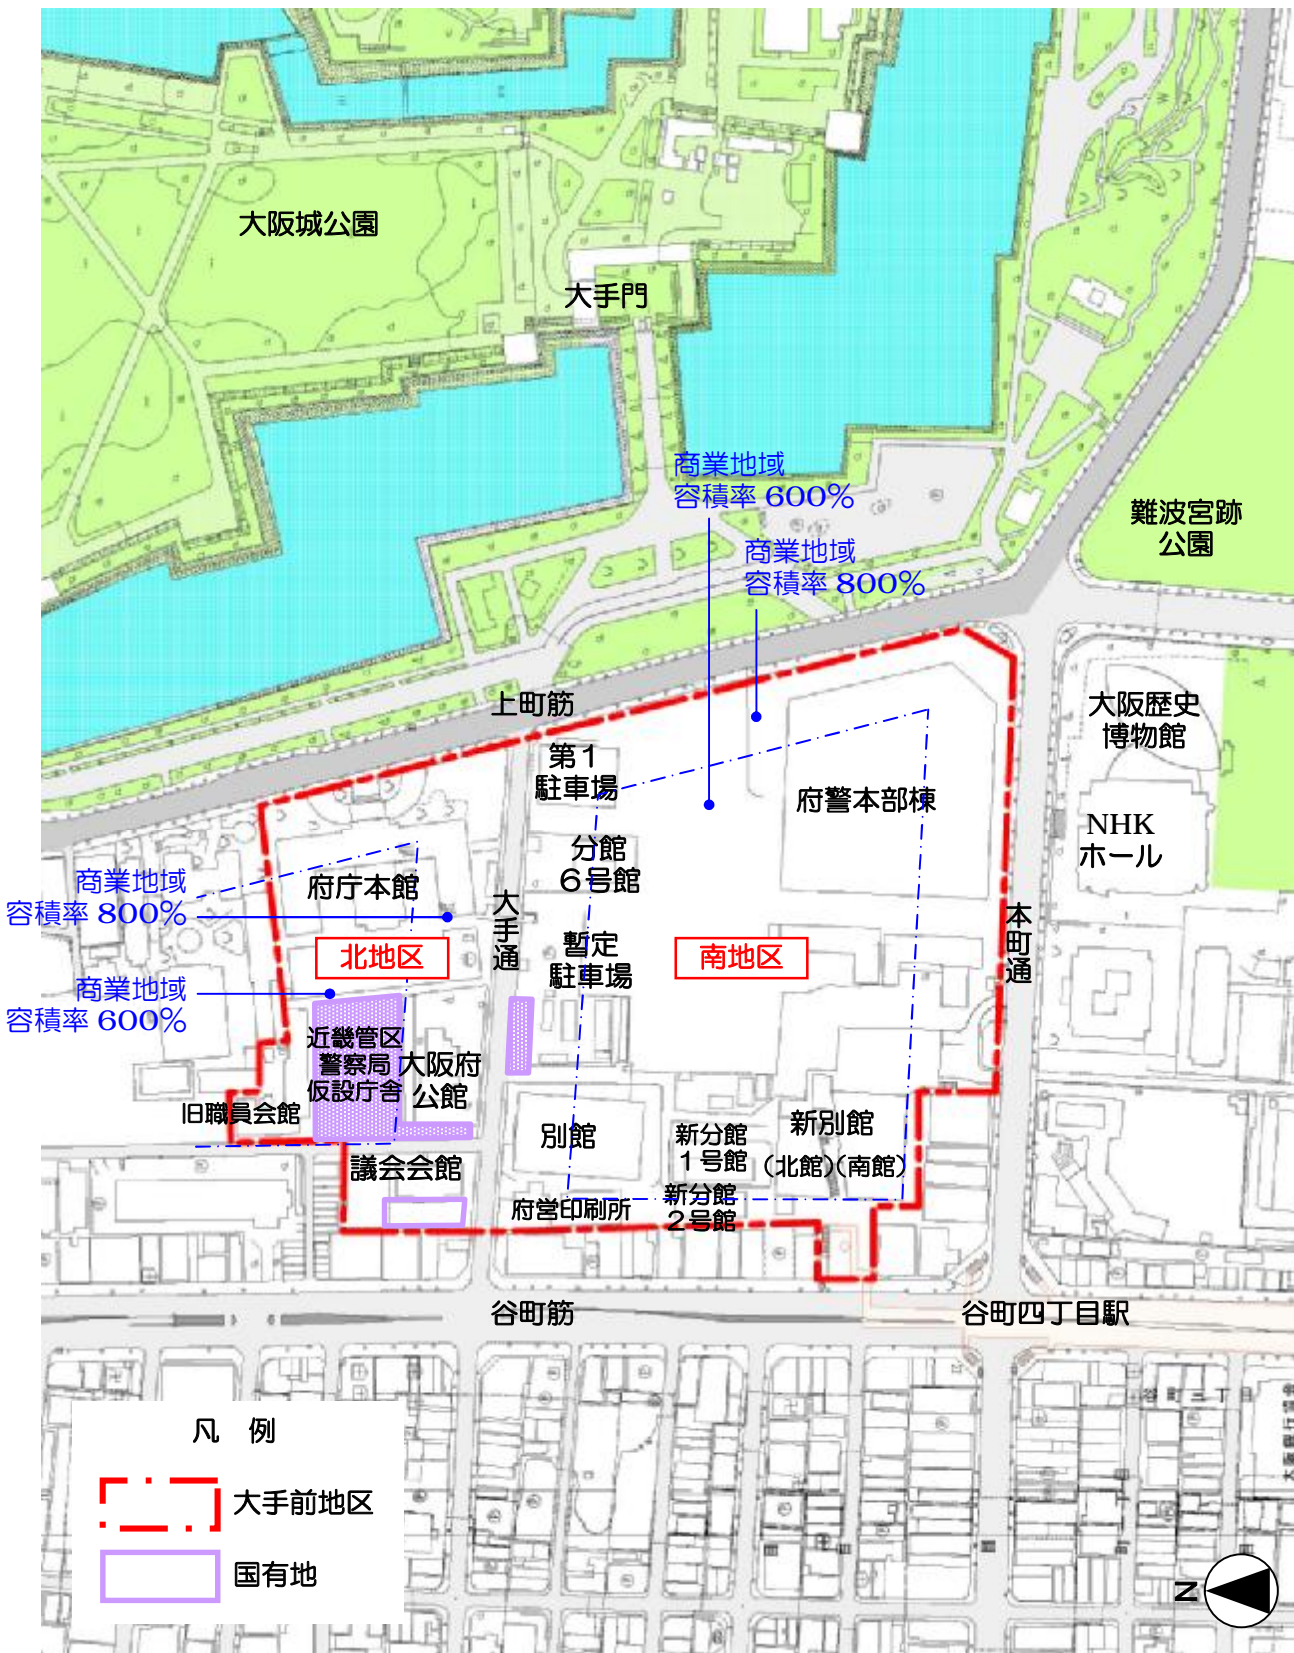 大阪城公園
大手門
商業地域
容積率 600%
商業地域
容積率 800%
難波宮跡
公園
上町筋
大阪歴史
博物館
第1
駐車場
府警本部棟
NHK
ホール
分館
6号館
商業地域
容積率 800%
府庁本館
大手通
本町通
北地区
暫定
駐車場
南地区
商業地域
容積率 600%
近畿管区
警察局
仮設庁舎
大阪府
公館
旧職員会館
別館
新分館
1号館
新別館
(北館)(南館)
議会会館
府営印刷所
新分館
2号館
谷町筋
谷町四丁目駅
谷町三丁目
凡 例
大手前地区
国有地
N